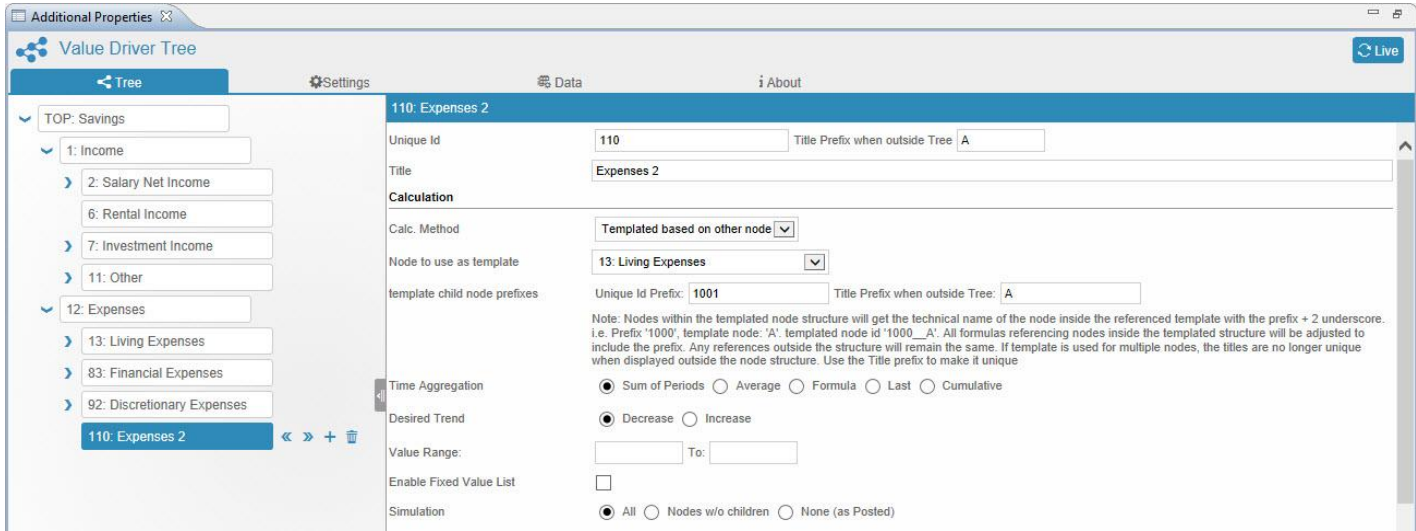 Additional Properties
Value Driver Tree
Live
Tree Settings Data About
TOP: Savings
1: Income
2: Salary Net Income
6: Rental Income
7: Investment Income
11: Other
12: Expenses
13: Living Expenses
83: Financial Expenses
92: Discretionary Expenses
110: Expenses 2
110: Expenses 2
Unique Id 110 Title Prefix when outside Tree A
Title Expenses 2
Calculation
Calc. Method Templated based on other node
Node to use as template 13: Living Expenses
template child node prefixes Unique Id Prefix: 1001 Title Prefix when outside Tree: A
Note: Nodes within the templated node structure will get the technical name of the node inside the referenced template with the prefix + 2 underscore.
i.e. Prefix '1000', template node: 'A'. templated node id '1000__A'. All formulas referencing nodes inside the templated structure will be adjusted to
include the prefix. Any references outside the structure will remain the same. If template is used for multiple nodes, the titles are no longer unique
when displayed outside the node structure. Use the Title prefix to make it unique
Time Aggregation Sum of Periods Average Formula Last Cumulative
Desired Trend Decrease Increase
Value Range: To:
Enable Fixed Value List
Simulation All Nodes w/o children None (as Posted)